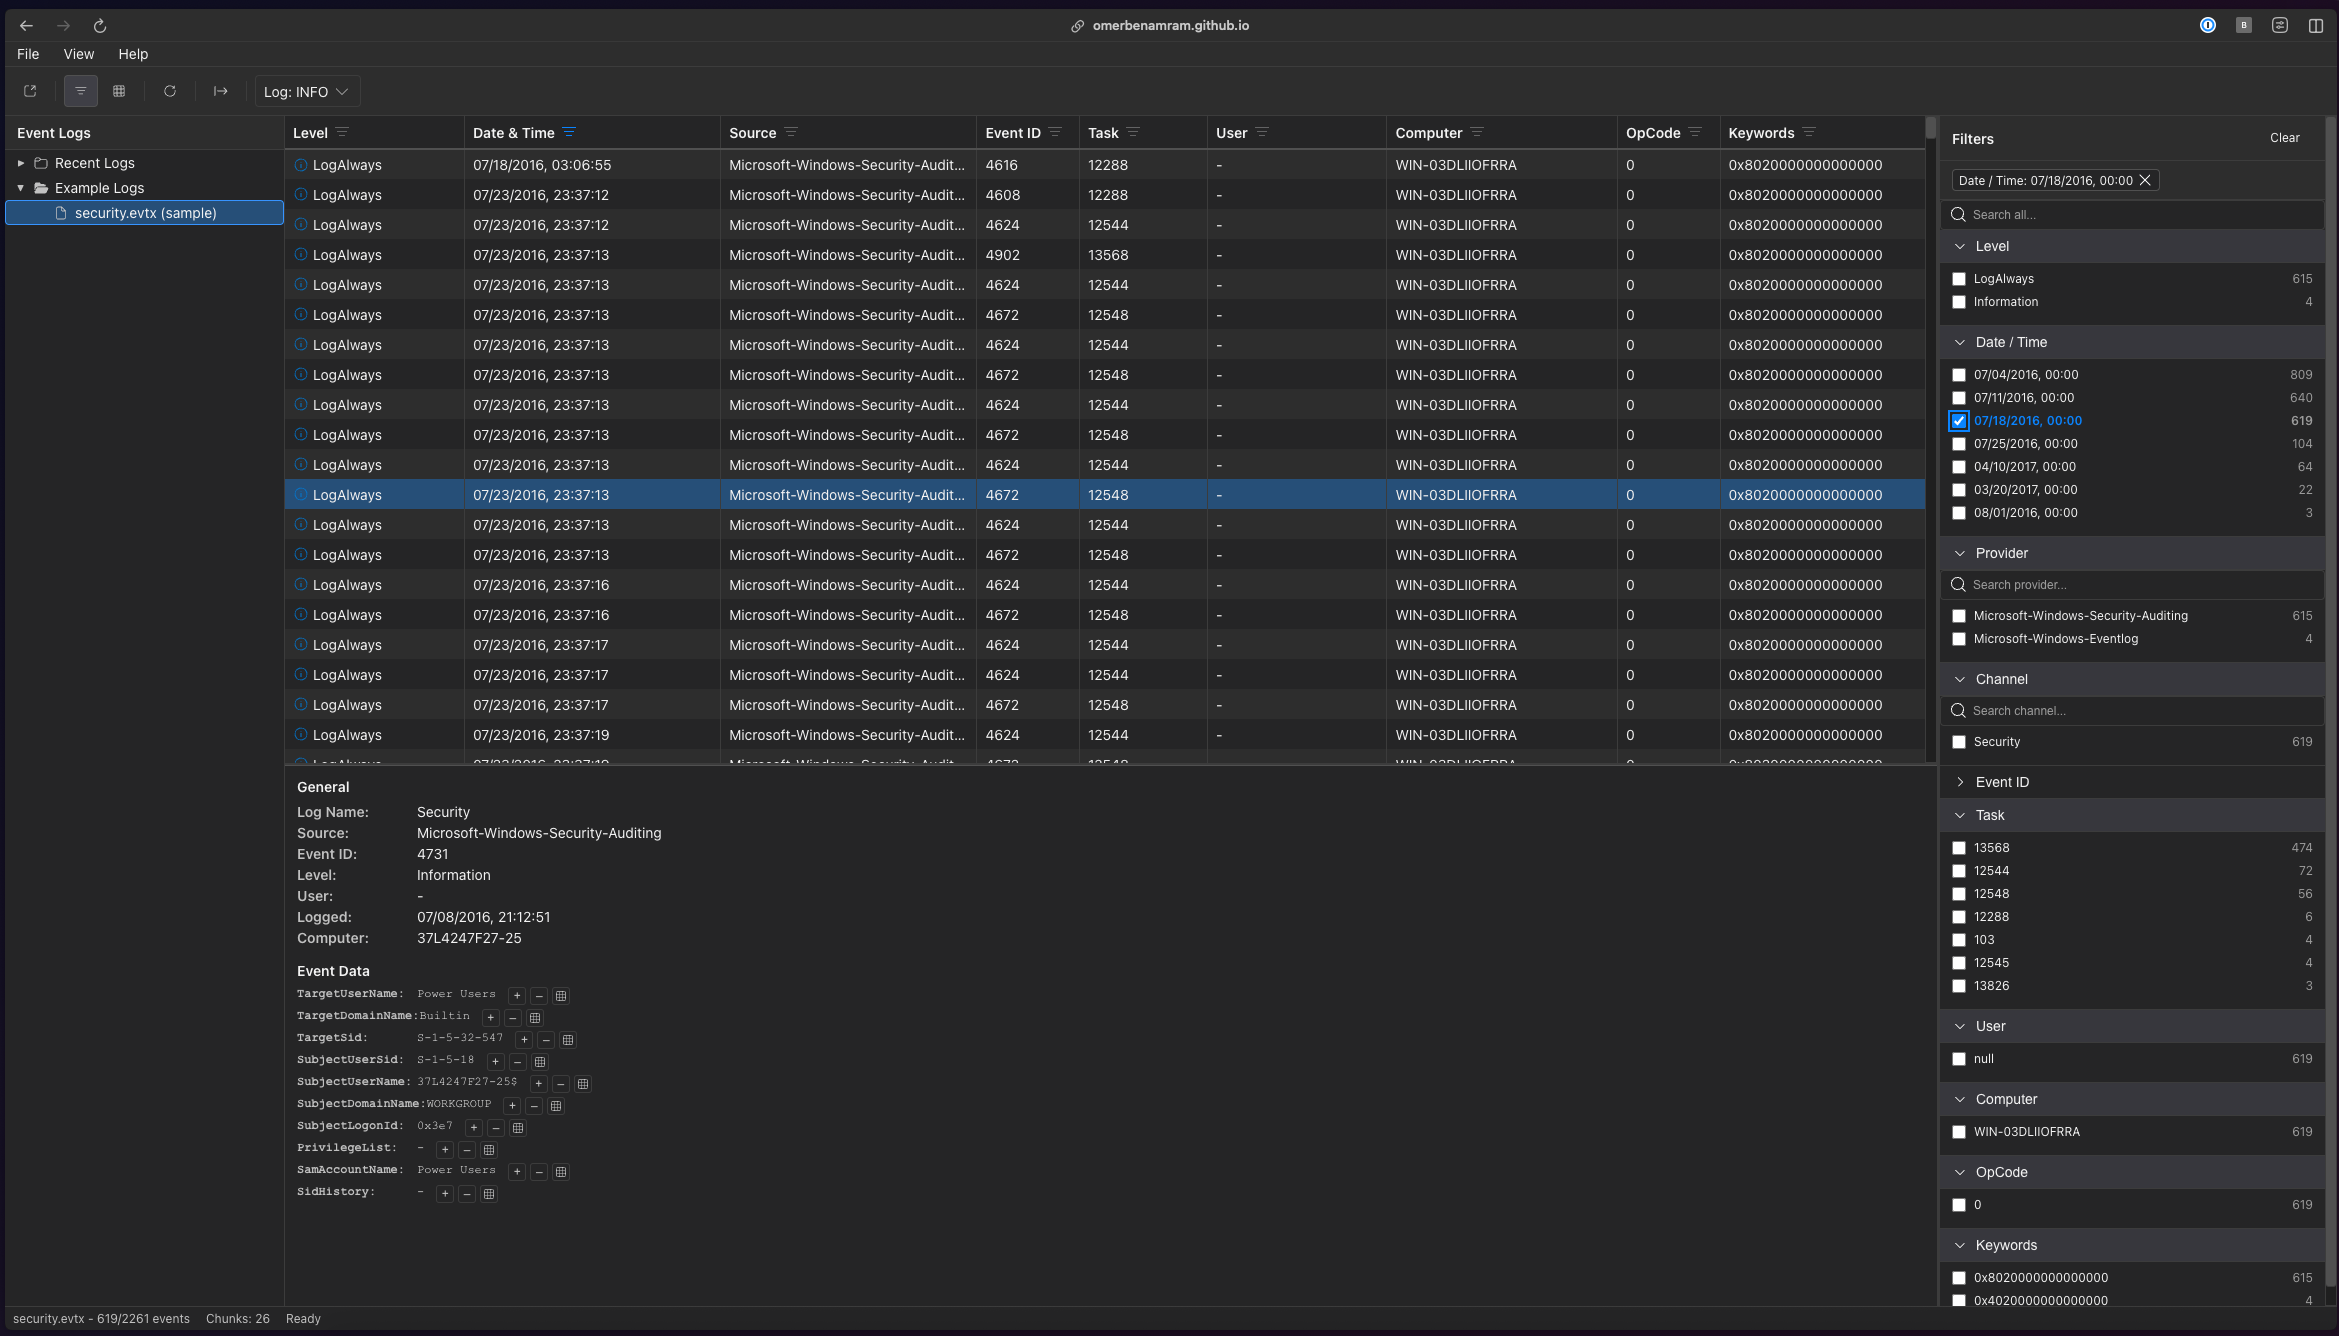 omerbenamram.github.io
B
File View Help
Log: INFO
Event Logs
Recent Logs
Example Logs
security.evtx (sample)
Level Date & Time Source Event ID Task User Computer OpCode Keywords
LogAlways 07/18/2016, 03:06:55 Microsoft-Windows-Security-Audit... 4616 12288 - WIN-03DLIIOFRRA 0 0x8020000000000000
LogAlways 07/23/2016, 23:37:12 Microsoft-Windows-Security-Audit... 4608 12288 - WIN-03DLIIOFRRA 0 0x8020000000000000
LogAlways 07/23/2016, 23:37:12 Microsoft-Windows-Security-Audit... 4624 12544 - WIN-03DLIIOFRRA 0 0x8020000000000000
LogAlways 07/23/2016, 23:37:13 Microsoft-Windows-Security-Audit... 4902 13568 - WIN-03DLIIOFRRA 0 0x8020000000000000
LogAlways 07/23/2016, 23:37:13 Microsoft-Windows-Security-Audit... 4624 12544 - WIN-03DLIIOFRRA 0 0x8020000000000000
LogAlways 07/23/2016, 23:37:13 Microsoft-Windows-Security-Audit... 4672 12548 - WIN-03DLIIOFRRA 0 0x8020000000000000
LogAlways 07/23/2016, 23:37:13 Microsoft-Windows-Security-Audit... 4624 12544 - WIN-03DLIIOFRRA 0 0x8020000000000000
LogAlways 07/23/2016, 23:37:13 Microsoft-Windows-Security-Audit... 4672 12548 - WIN-03DLIIOFRRA 0 0x8020000000000000
LogAlways 07/23/2016, 23:37:13 Microsoft-Windows-Security-Audit... 4624 12544 - WIN-03DLIIOFRRA 0 0x8020000000000000
LogAlways 07/23/2016, 23:37:13 Microsoft-Windows-Security-Audit... 4672 12548 - WIN-03DLIIOFRRA 0 0x8020000000000000
LogAlways 07/23/2016, 23:37:13 Microsoft-Windows-Security-Audit... 4624 12544 - WIN-03DLIIOFRRA 0 0x8020000000000000
LogAlways 07/23/2016, 23:37:13 Microsoft-Windows-Security-Audit... 4672 12548 - WIN-03DLIIOFRRA 0 0x8020000000000000
LogAlways 07/23/2016, 23:37:13 Microsoft-Windows-Security-Audit... 4624 12544 - WIN-03DLIIOFRRA 0 0x8020000000000000
LogAlways 07/23/2016, 23:37:13 Microsoft-Windows-Security-Audit... 4672 12548 - WIN-03DLIIOFRRA 0 0x8020000000000000
LogAlways 07/23/2016, 23:37:16 Microsoft-Windows-Security-Audit... 4624 12544 - WIN-03DLIIOFRRA 0 0x8020000000000000
LogAlways 07/23/2016, 23:37:16 Microsoft-Windows-Security-Audit... 4672 12548 - WIN-03DLIIOFRRA 0 0x8020000000000000
LogAlways 07/23/2016, 23:37:17 Microsoft-Windows-Security-Audit... 4624 12544 - WIN-03DLIIOFRRA 0 0x8020000000000000
LogAlways 07/23/2016, 23:37:17 Microsoft-Windows-Security-Audit... 4624 12544 - WIN-03DLIIOFRRA 0 0x8020000000000000
LogAlways 07/23/2016, 23:37:17 Microsoft-Windows-Security-Audit... 4672 12548 - WIN-03DLIIOFRRA 0 0x8020000000000000
LogAlways 07/23/2016, 23:37:19 Microsoft-Windows-Security-Audit... 4624 12544 - WIN-03DLIIOFRRA 0 0x8020000000000000
General
Log Name: Security
Source: Microsoft-Windows-Security-Auditing
Event ID: 4731
Level: Information
User: -
Logged: 07/08/2016, 21:12:51
Computer: 37L4247F27-25
Event Data
TargetUserName: Power Users + –
TargetDomainName: Builtin + –
TargetSid: S-1-5-32-547 + –
SubjectUserSid: S-1-5-18 + –
SubjectUserName: 37L4247F27-25$ + –
SubjectDomainName: WORKGROUP + –
SubjectLogonId: 0x3e7 + –
PrivilegeList: - + –
SamAccountName: Power Users + –
SidHistory: - + –
Filters Clear
Date / Time: 07/18/2016, 00:00
Search all...
Level
LogAlways 615
Information 4
Date / Time
07/04/2016, 00:00 809
07/11/2016, 00:00 640
07/18/2016, 00:00 619
07/25/2016, 00:00 104
04/10/2017, 00:00 64
03/20/2017, 00:00 22
08/01/2016, 00:00 3
Provider
Search provider...
Microsoft-Windows-Security-Auditing 615
Microsoft-Windows-Eventlog 4
Channel
Search channel...
Security 619
Event ID
Task
13568 474
12544 72
12548 56
12288 6
103 4
12545 4
13826 3
User
null 619
Computer
WIN-03DLIIOFRRA 619
OpCode
0 619
Keywords
0x8020000000000000 615
0x4020000000000000 4
security.evtx - 619/2261 events Chunks: 26 Ready